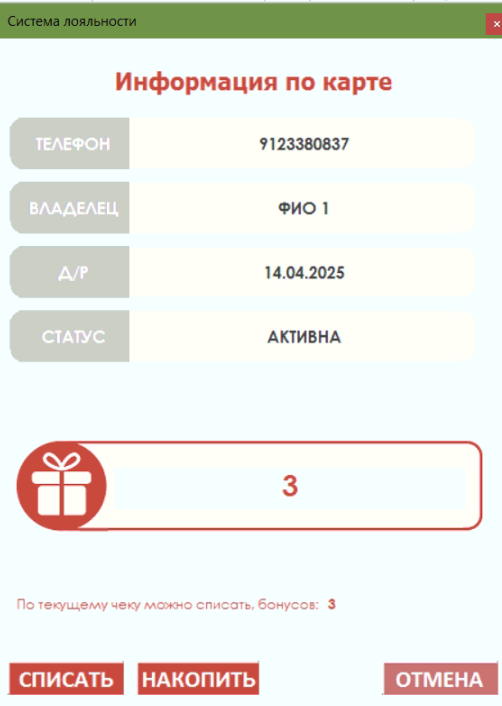 Система лояльности
×
Информация по карте
ТЕЛЕФОН 9123380837
ВЛАДЕЛЕЦ ФИО 1
Д/Р 14.04.2025
СТАТУС АКТИВНА
3
По текущему чеку можно списать, бонусов: 3
СПИСАТЬ НАКОПИТЬ ОТМЕНА